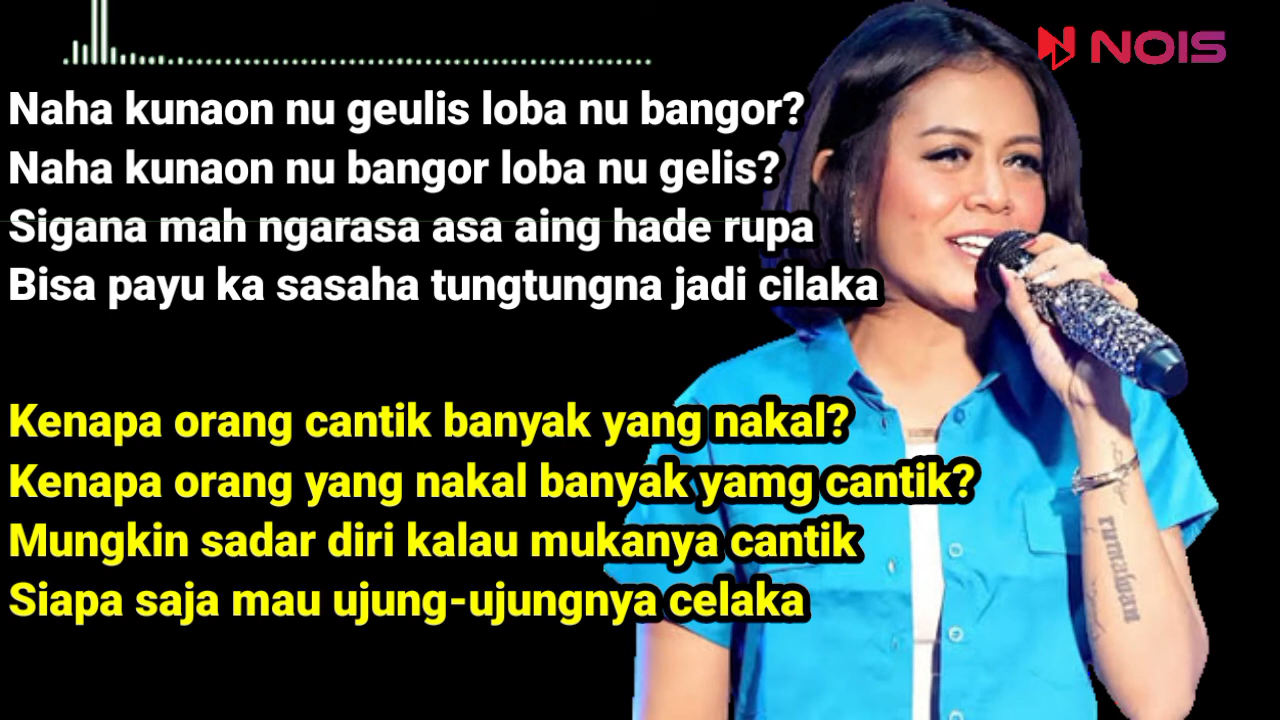 NOIS
Naha kunaon nu geulis loba nu bangor?
Naha kunaon nu bangor loba nu gelis?
Sigana mah ngarasa asa aing hade rupa
Bisa payu ka sasaha tungtungna jadi cilaka
Kenapa orang cantik banyak yang nakal?
Kenapa orang yang nakal banyak yamg cantik?
Mungkin sadar diri kalau mukanya cantik
Siapa saja mau ujung-ujungnya celaka